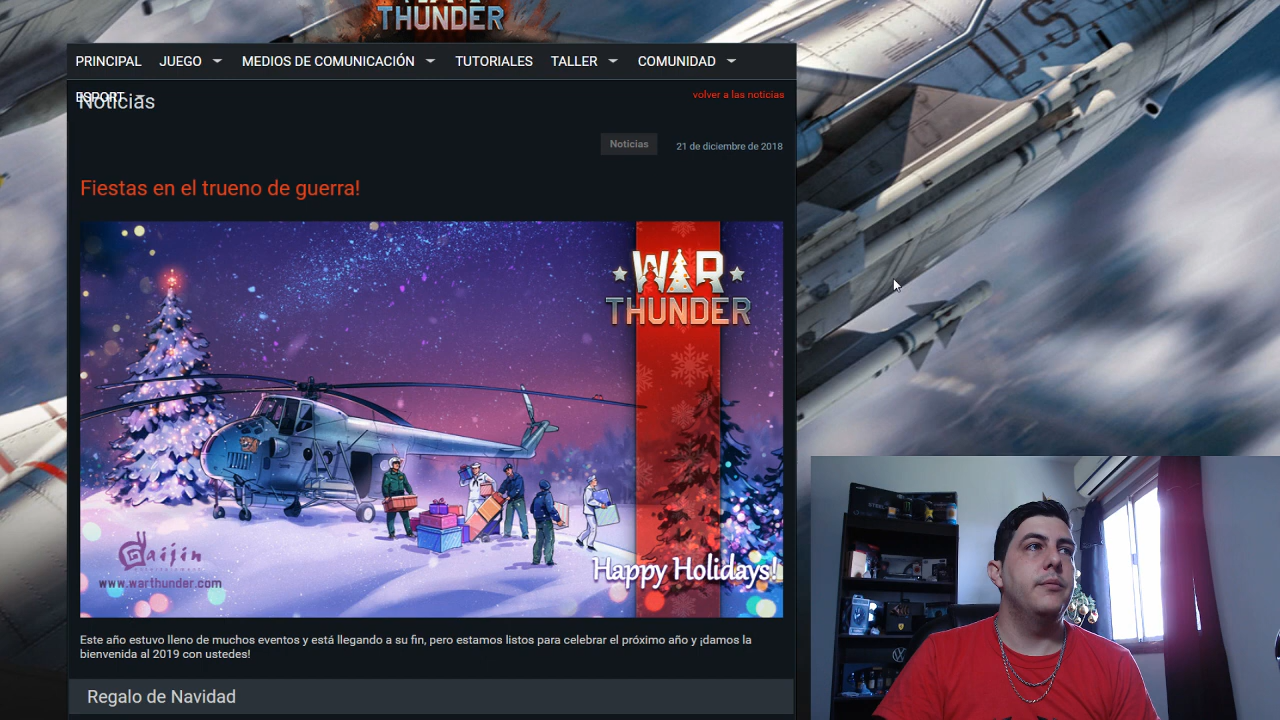 THUNDER
PRINCIPAL JUEGO MEDIOS DE COMUNICACIÓN TUTORIALES TALLER COMUNIDAD
ESPORT
Noticias
volver a las noticias
Noticias
21 de diciembre de 2018
Fiestas en el trueno de guerra!
WAR
THUNDER
Gaijin
www.warthunder.com
Happy Holidays!
Este año estuvo lleno de muchos eventos y está llegando a su fin, pero estamos listos para celebrar el próximo año y ¡damos la
bienvenida al 2019 con ustedes!
Regalo de Navidad